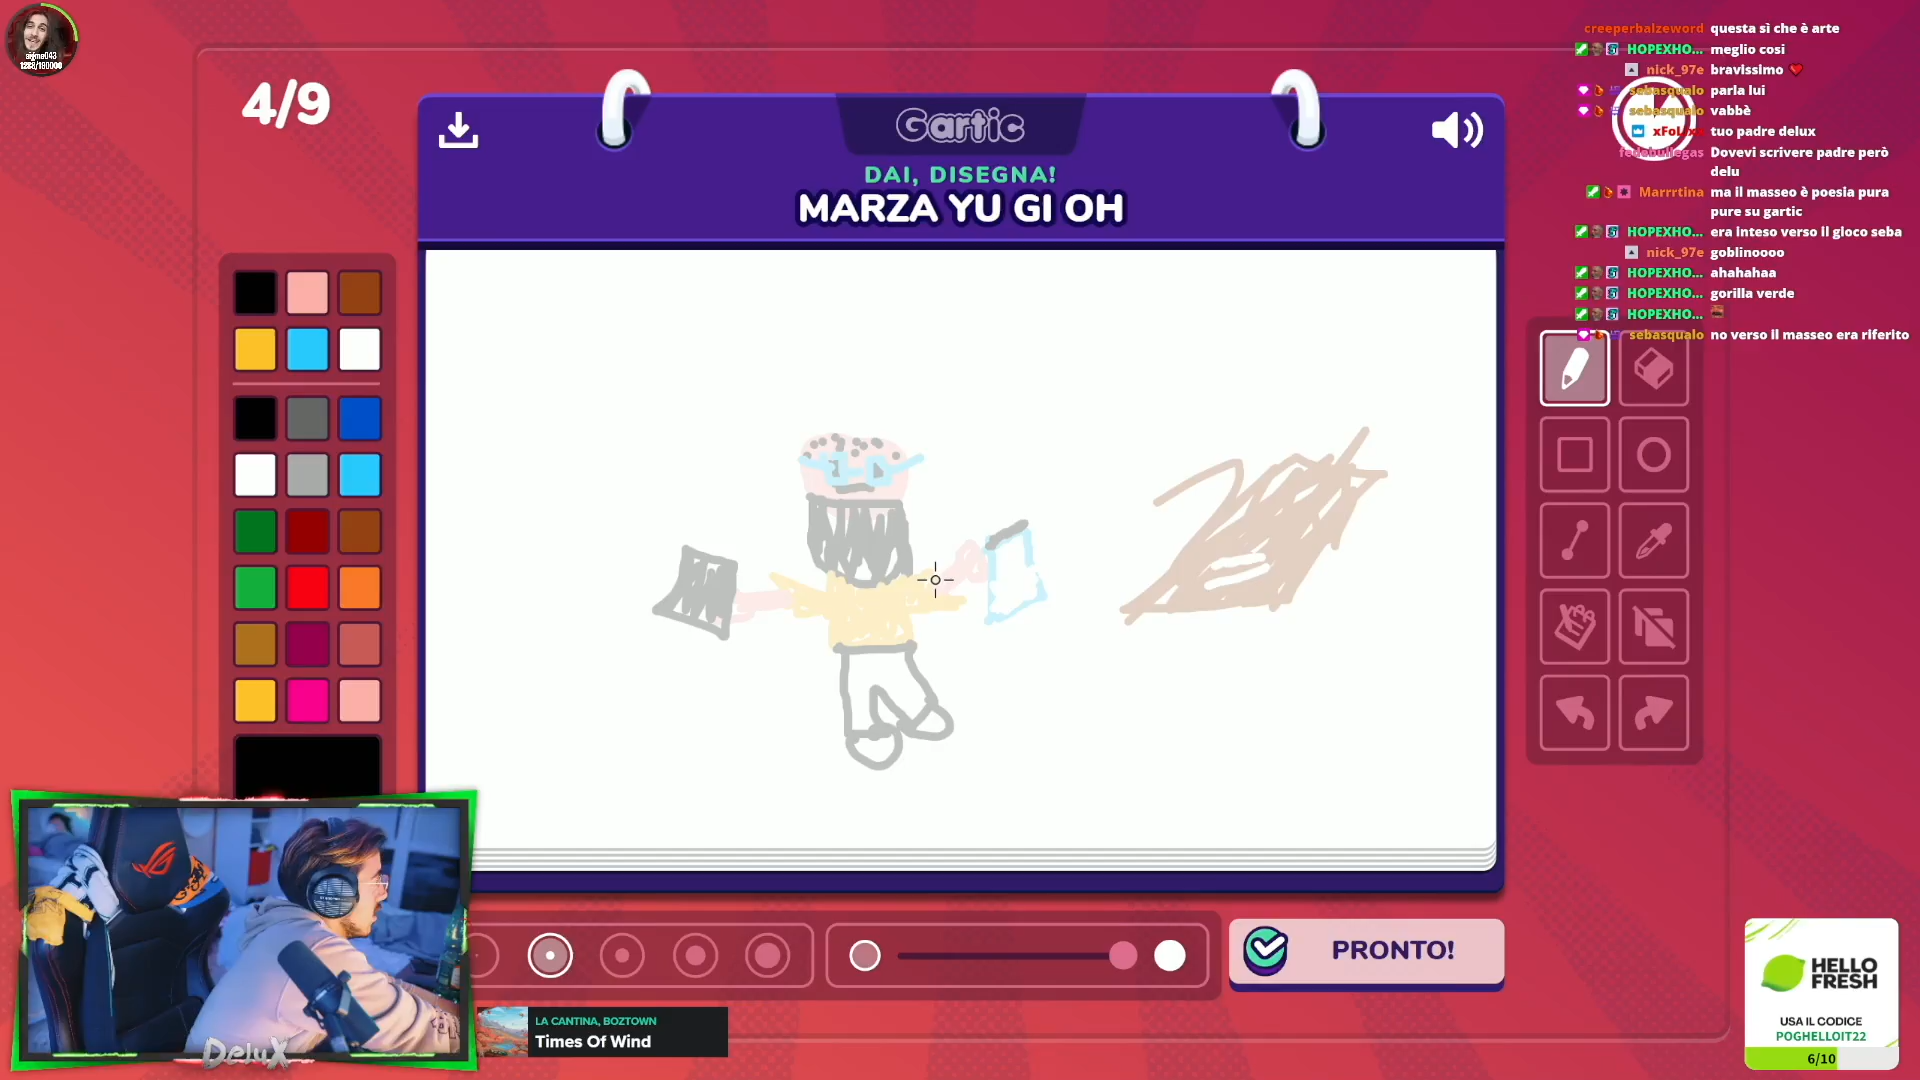 1288/180000
4/9
Gartic
DAI, DISEGNA!
MARZA YU GI OH
creeperbalzeword questa sì che è arte
HOPEXHO... meglio cosi
nick_97e bravissimo
sebasqualo parla lui
sebasqualo vabbè
tuo padre delux
fedebullegas Dovevi scrivere padre però
delu
Marrrtina ma il masseo è poesia pura
pure su gartic
HOPEXHO... era inteso verso il gioco seba
nick_97e goblinoooo
HOPEXHO... ahahahaa
HOPEXHO... gorilla verde
HOPEXHO...
sebasqualo no verso il masseo era riferito
PRONTO!
LA CANTINA, BOZTOWN
Times Of Wind
DeluX
HELLO
FRESH
USA IL CODICE
POGHELLOIT22
6/10